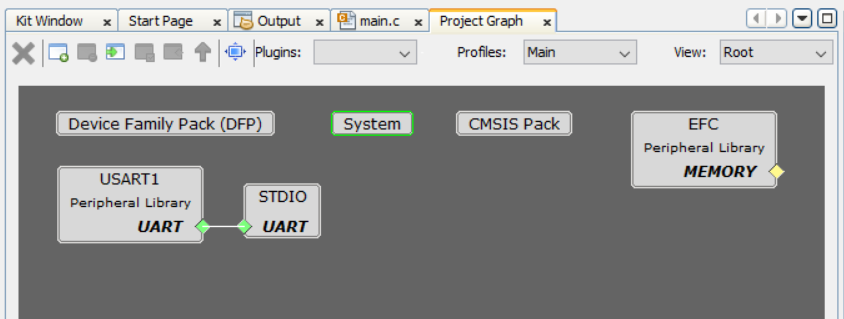 Kit Window x Start Page x Output x main.c x Project Graph x
Plugins: Profiles: Main View: Root
Device Family Pack (DFP) System CMSIS Pack EFC
Peripheral Library
MEMORY
USART1
Peripheral Library
UART
STDIO
UART